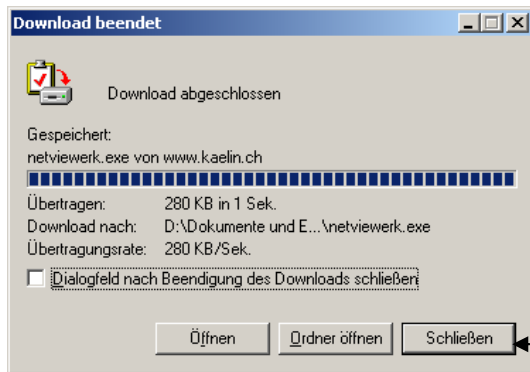 Download beendet
Download abgeschlossen
Gespeichert:
netviewerk.exe von www.kaelin.ch
Übertragen: 280 KB in 1 Sek.
Download nach: D:\Dokumente und E...\netviewerk.exe
Übertragungsrate: 280 KB/Sek.
Dialogfeld nach Beendigung des Downloads schließen
Öffnen Ordner öffnen Schließen